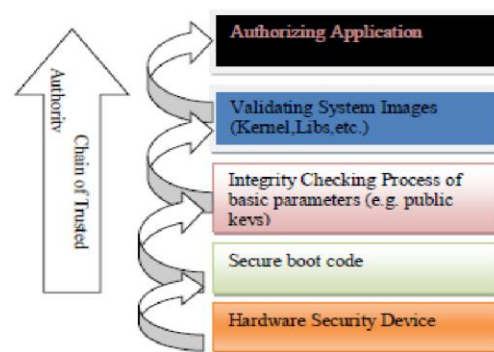 Authorizing Application
Validating System Images
(Kernel,Libs,etc.)
Integrity Checking Process of
basic parameters (e.g. public
keys)
Secure boot code
Hardware Security Device
Chain of Trusted
Authority